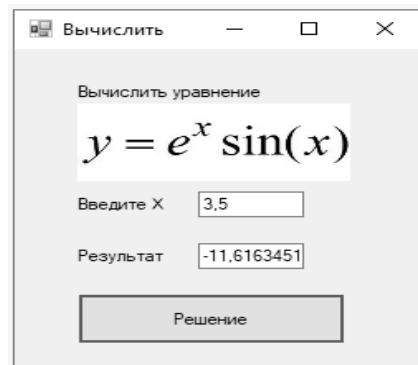 Вычислить
Вычислить уравнение
y = e^x sin(x)
Введите X 3,5
Результат -11,6163451
Решение